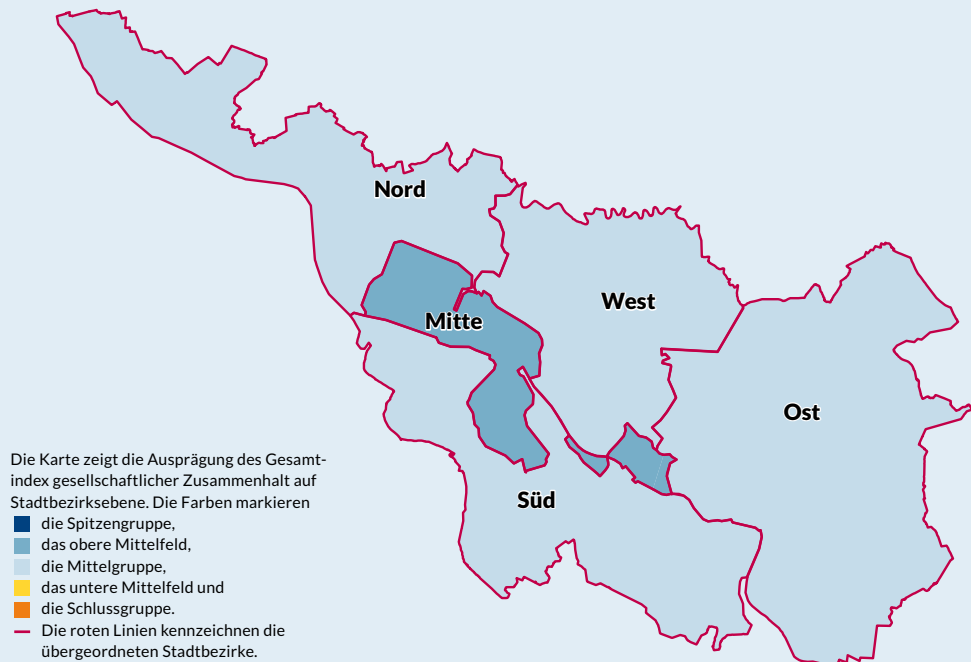 Nord
West
Mitte
Ost
Süd
Die Karte zeigt die Ausprägung des Gesamt-
index gesellschaftlicher Zusammenhalt auf
Stadtbezirksebene. Die Farben markieren
die Spitzengruppe,
das obere Mittelfeld,
die Mittelgruppe,
das untere Mittelfeld und
die Schlussgruppe.
Die roten Linien kennzeichnen die
übergeordneten Stadtbezirke.